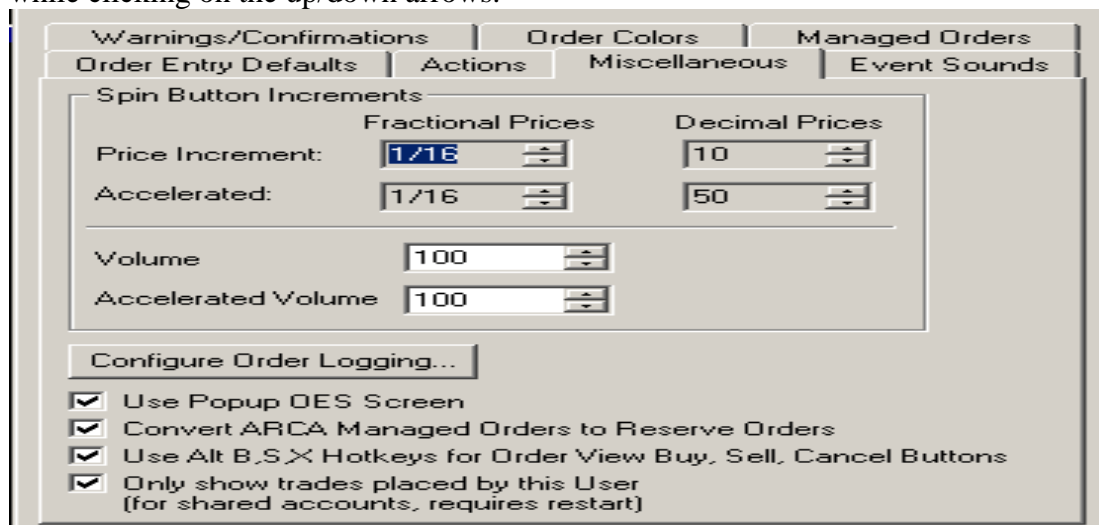 while clicking on the up/down arrows.
Warnings/Confirmations Order Colors Managed Orders
Order Entry Defaults Actions Miscellaneous Event Sounds
Spin Button Increments
Fractional Prices Decimal Prices
Price Increment: 1/16 10
Accelerated: 1/16 50
Volume 100
Accelerated Volume 100
Configure Order Logging...
Use Popup OES Screen
Convert ARCA Managed Orders to Reserve Orders
Use Alt B,S,X Hotkeys for Order View Buy, Sell, Cancel Buttons
Only show trades placed by this User
(for shared accounts, requires restart)